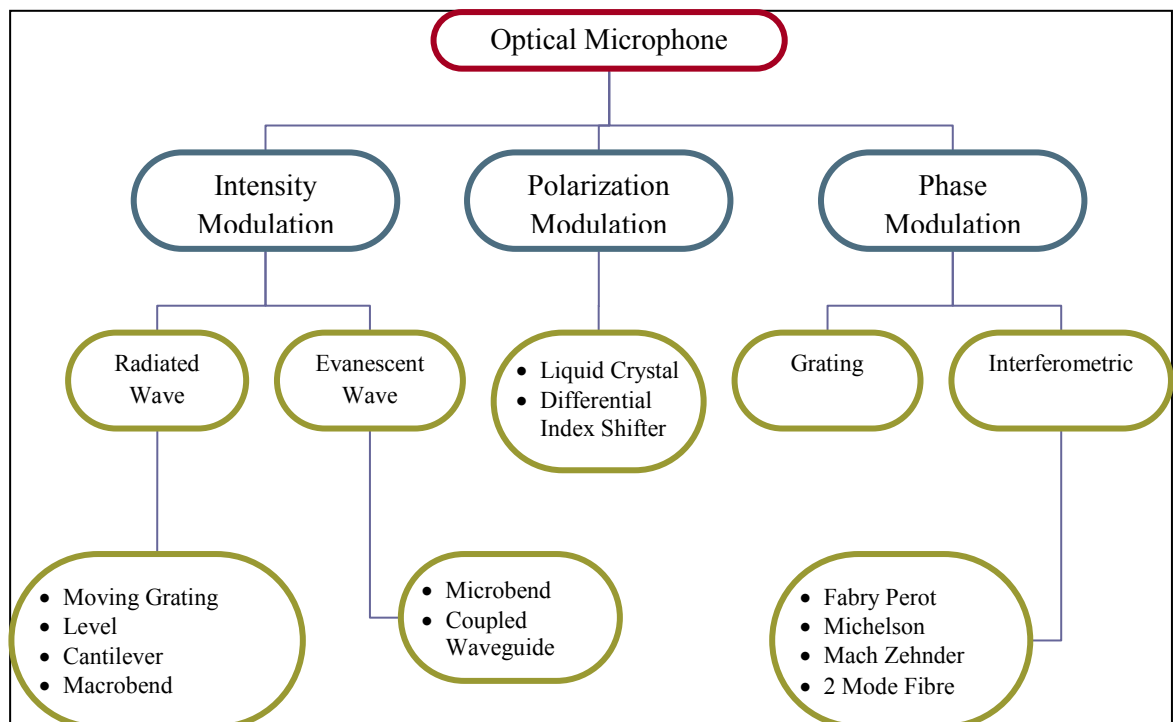 Optical Microphone
Intensity
Modulation
Polarization
Modulation
Phase
Modulation
Radiated
Wave
Evanescent
Wave
• Liquid Crystal
• Differential
Index Shifter
Grating
Interferometric
• Moving Grating
• Level
• Cantilever
• Macrobend
• Microbend
• Coupled
Waveguide
• Fabry Perot
• Michelson
• Mach Zehnder
• 2 Mode Fibre